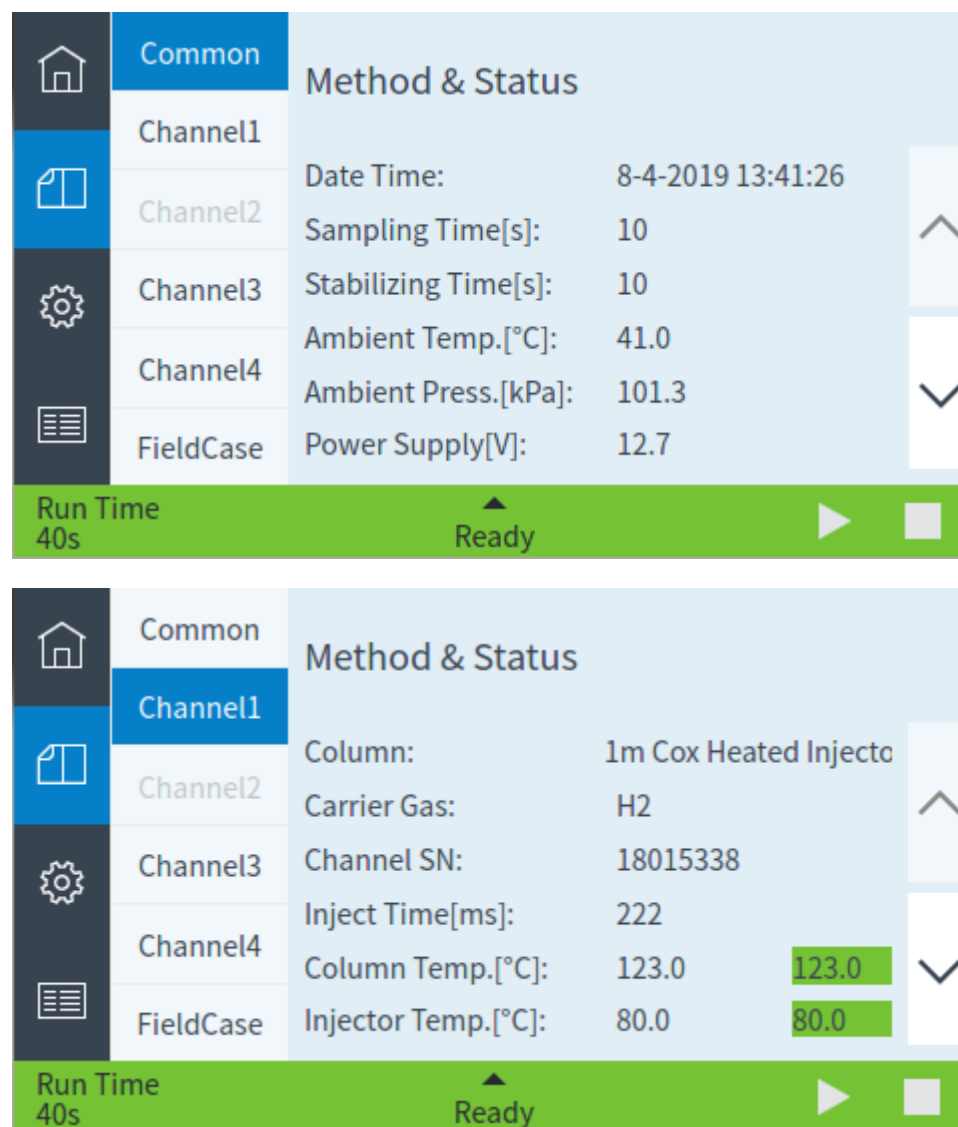 Common
Channel1
Channel2
Channel3
Channel4
FieldCase
Method & Status
Date Time: 8-4-2019 13:41:26
Sampling Time[s]: 10
Stabilizing Time[s]: 10
Ambient Temp.[°C]: 41.0
Ambient Press.[kPa]: 101.3
Power Supply[V]: 12.7
Run Time
40s
Ready
Common
Channel1
Channel2
Channel3
Channel4
FieldCase
Method & Status
Column: 1m Cox Heated Injecto
Carrier Gas: H2
Channel SN: 18015338
Inject Time[ms]: 222
Column Temp.[°C]: 123.0 123.0
Injector Temp.[°C]: 80.0 80.0
Run Time
40s
Ready